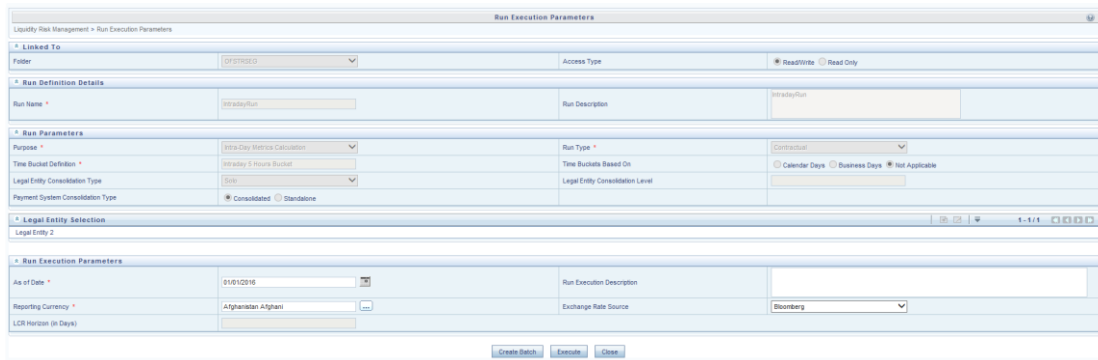 Run Execution Parameters
Liquidity Risk Management > Run Execution Parameters
Linked To
Folder OFSTRSEG Access Type Read/Write Read Only
Run Definition Details
Run Name * IntradayRun Run Description IntradayRun
Run Parameters
Purpose * Intra-Day Metrics Calculation Run Type * Contractual
Time Bucket Definition * Intraday 5 Hours Bucket Time Buckets Based On Calendar Days Business Days Not Applicable
Legal Entity Consolidation Type Solo Legal Entity Consolidation Level
Payment System Consolidation Type Consolidated Standalone
Legal Entity Selection 1-1/1
Legal Entity 2
Run Execution Parameters
As of Date * 01/01/2016 Run Execution Description
Reporting Currency * Afghanistan Afghani ... Exchange Rate Source Bloomberg
LCR Horizon (in Days)
Create Batch Execute Close